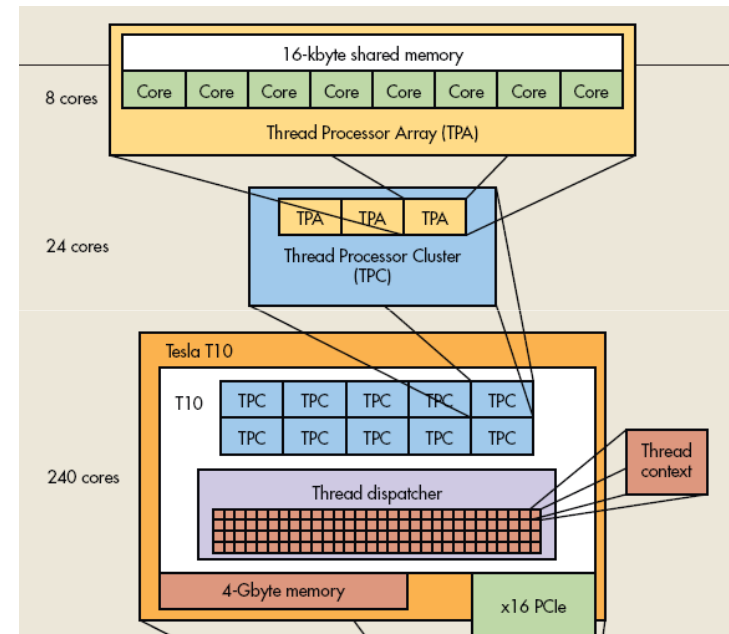 16-kbyte shared memory
8 cores
Core Core Core Core Core Core Core Core
Thread Processor Array (TPA)
24 cores
TPA TPA TPA
Thread Processor Cluster
(TPC)
Tesla T10
T10
TPC TPC TPC TPC TPC
TPC TPC TPC TPC TPC
Thread
context
240 cores
Thread dispatcher
4-Gbyte memory
x16 PCIe